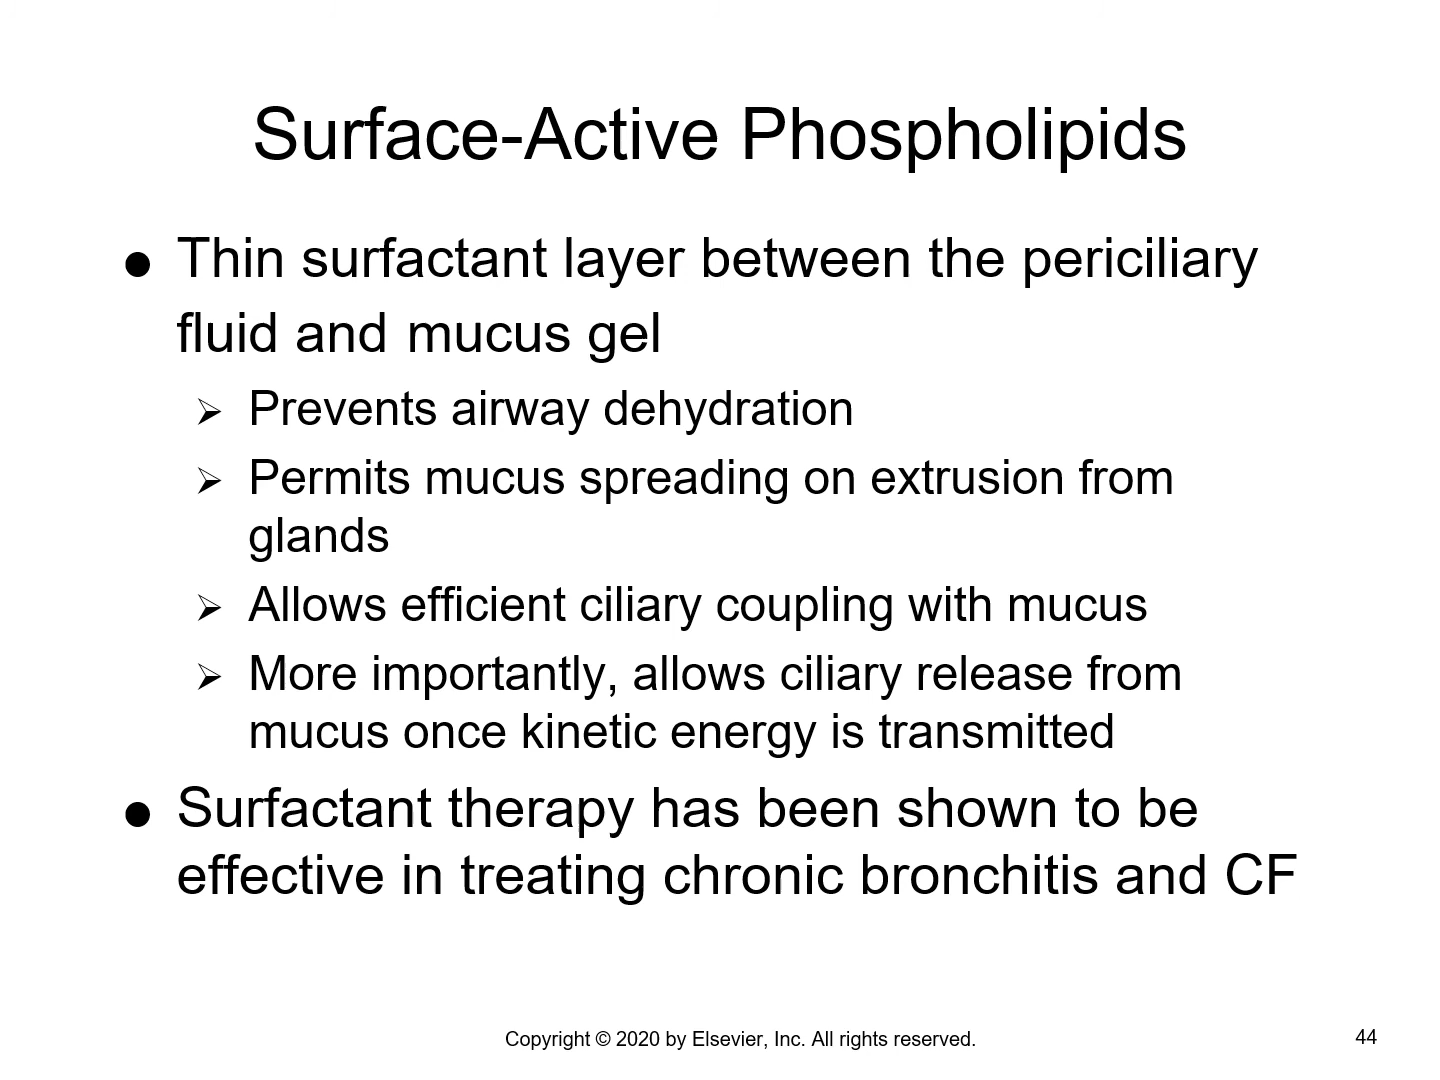 Surface-Active Phospholipids
● Thin surfactant layer between the periciliary
fluid and mucus gel
➢ Prevents airway dehydration
➢ Permits mucus spreading on extrusion from
glands
➢ Allows efficient ciliary coupling with mucus
➢ More importantly, allows ciliary release from
mucus once kinetic energy is transmitted
● Surfactant therapy has been shown to be
effective in treating chronic bronchitis and CF
Copyright © 2020 by Elsevier, Inc. All rights reserved.
44